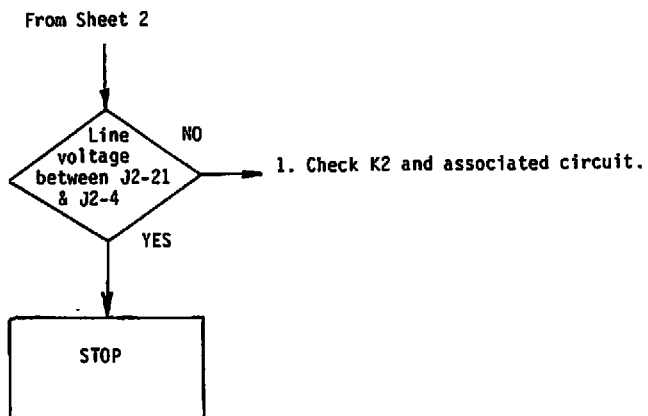 From Sheet 2
Line
voltage
between J2-21
& J2-4
NO
1. Check K2 and associated circuit.
YES
STOP